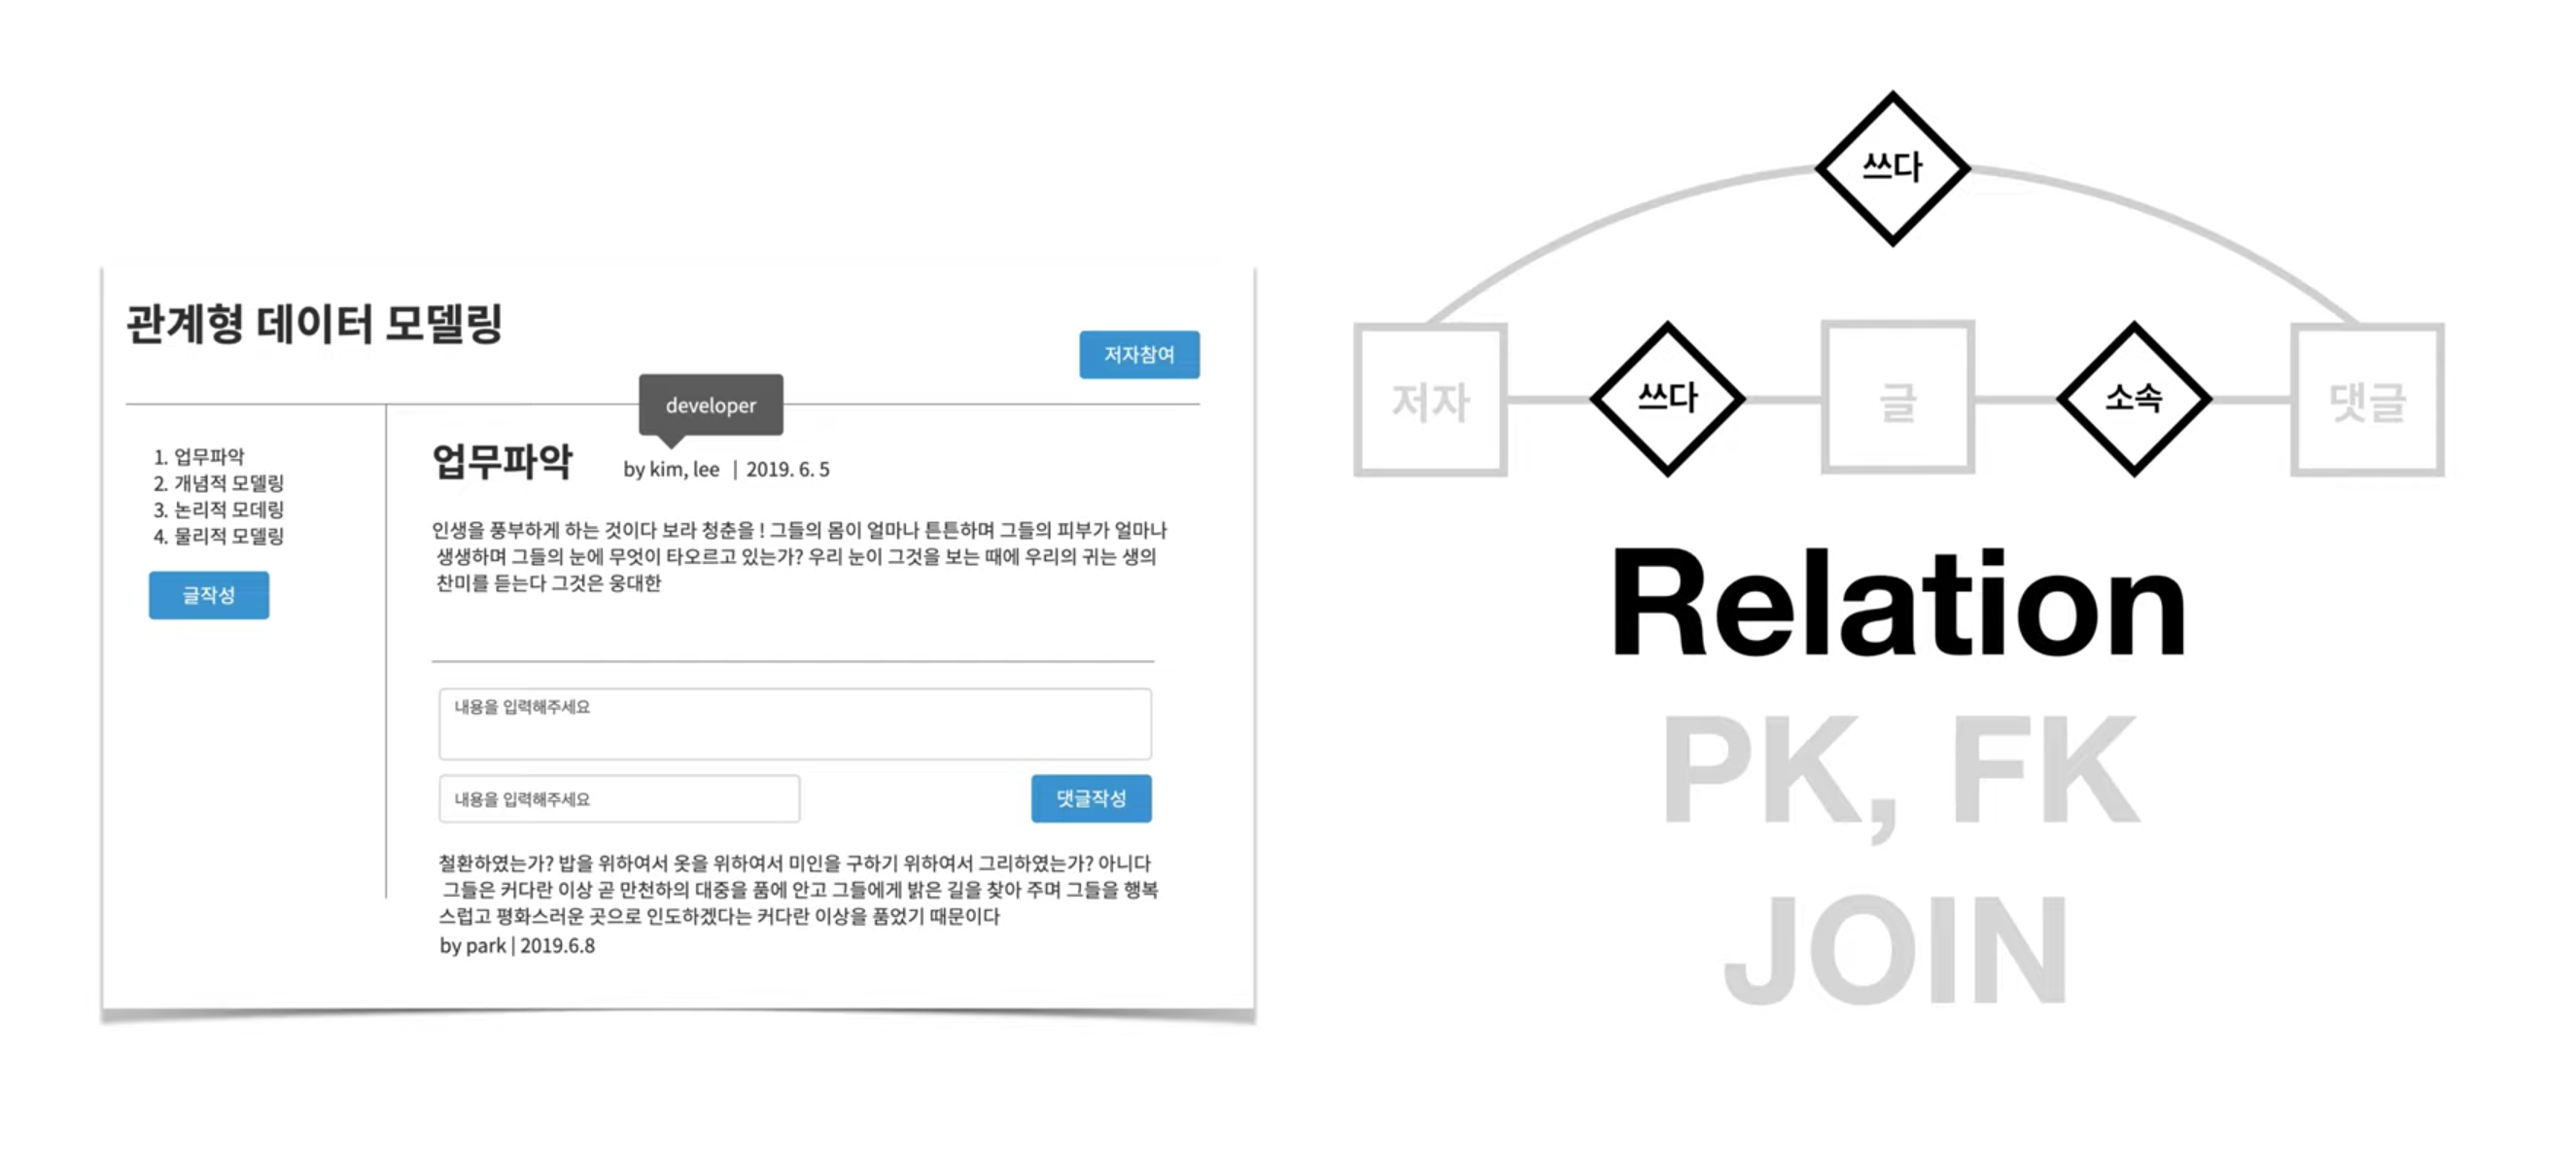 관계형 데이터 모델링
저자참여
developer
1. 업무파악
2. 개념적 모델링
3. 논리적 모데링
4. 물리적 모델링
글작성
업무파악
by kim, lee | 2019. 6. 5
인생을 풍부하게 하는 것이다 보라 청춘을 ! 그들의 몸이 얼마나 튼튼하며 그들의 피부가 얼마나
생생하며 그들의 눈에 무엇이 타오르고 있는가? 우리 눈이 그것을 보는 때에 우리의 귀는 생의
찬미를 듣는다 그것은 웅대한
내용을 입력해주세요
내용을 입력해주세요
댓글작성
철환하였는가? 밥을 위하여서 옷을 위하여서 미인을 구하기 위하여서 그리하였는가? 아니다
그들은 커다란 이상 곧 만천하의 대중을 품에 안고 그들에게 밝은 길을 찾아 주며 그들을 행복
스럽고 평화스러운 곳으로 인도하겠다는 커다란 이상을 품었기 때문이다
by park | 2019.6.8
쓰다
저자
쓰다
글
소속
댓글
Relation
PK, FK
JOIN